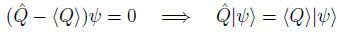 (Q̂ − ⟨Q⟩)ψ = 0 ⟹ Q̂|ψ⟩ = ⟨Q⟩|ψ⟩